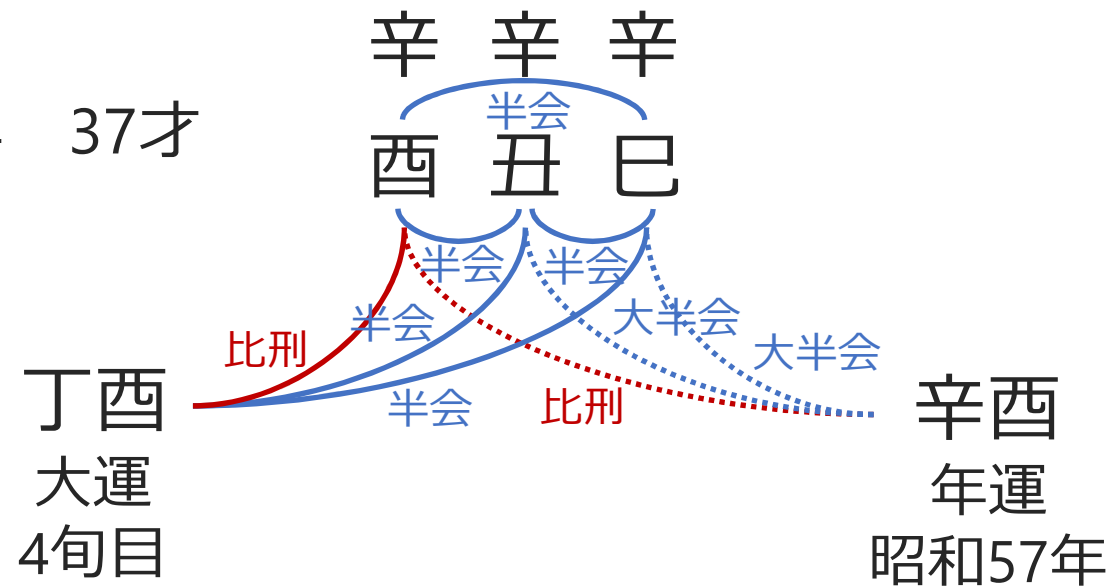 辛 辛 辛
半会
37才
酉 丑 巳
半会 半会
半会 大半会
比刑 大半会
半会 比刑
丁酉 辛酉
大運 年運
4旬目 昭和57年